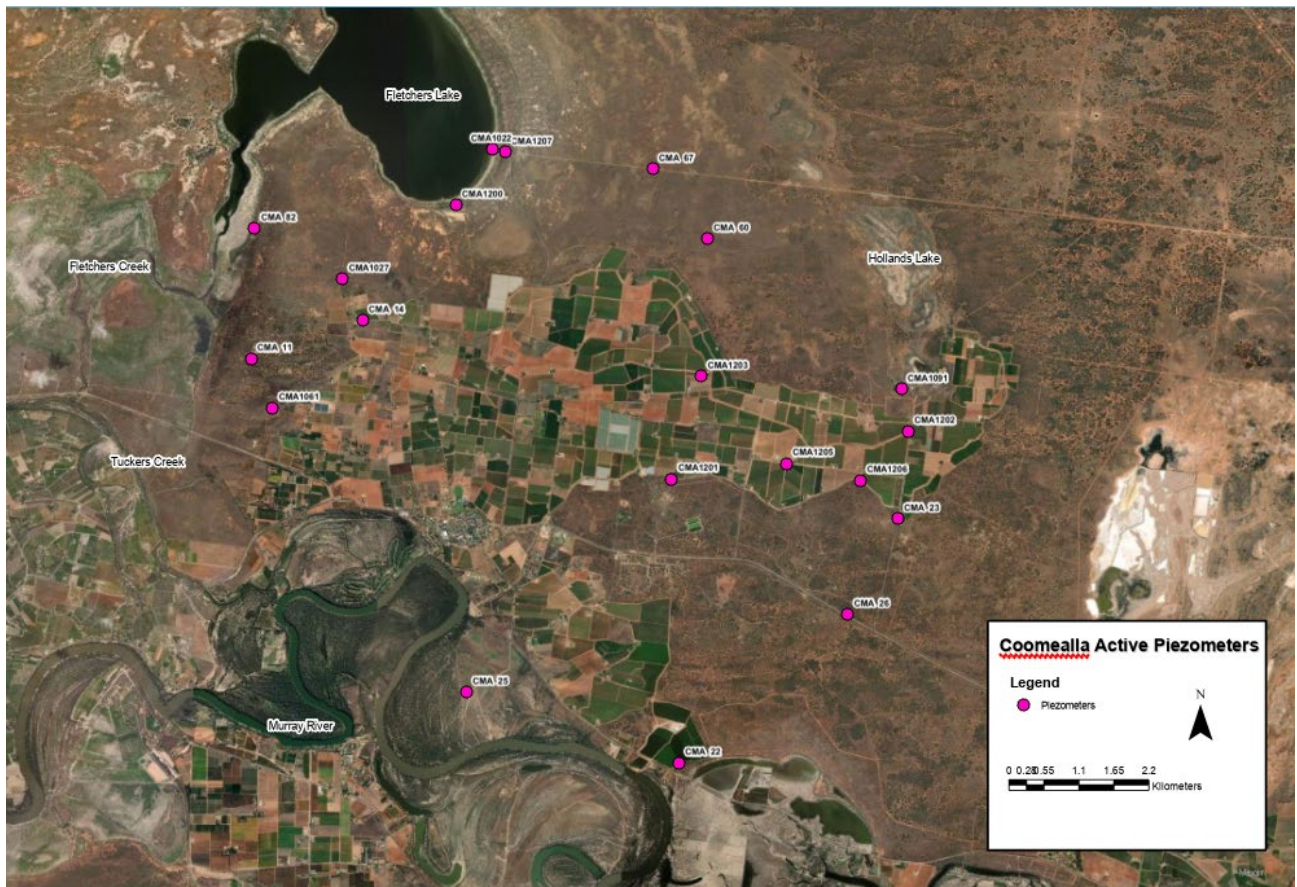 Fletchers Lake
CMA1022
CMA1207
CMA 67
CMA1200
CMA 82
CMA 60
Hollands Lake
Fletchers Creek
CMA1027
CMA 14
CMA 11
CMA1203
CMA1091
CMA1061
CMA1202
Tuckers Creek
CMA1205
CMA1201
CMA1206
CMA 23
CMA 26
CMA 25
Murray River
CMA 22
Coomealla Active Piezometers
Legend
Piezometers
N
0 0.28 0.55 1.1 1.65 2.2
Kilometers